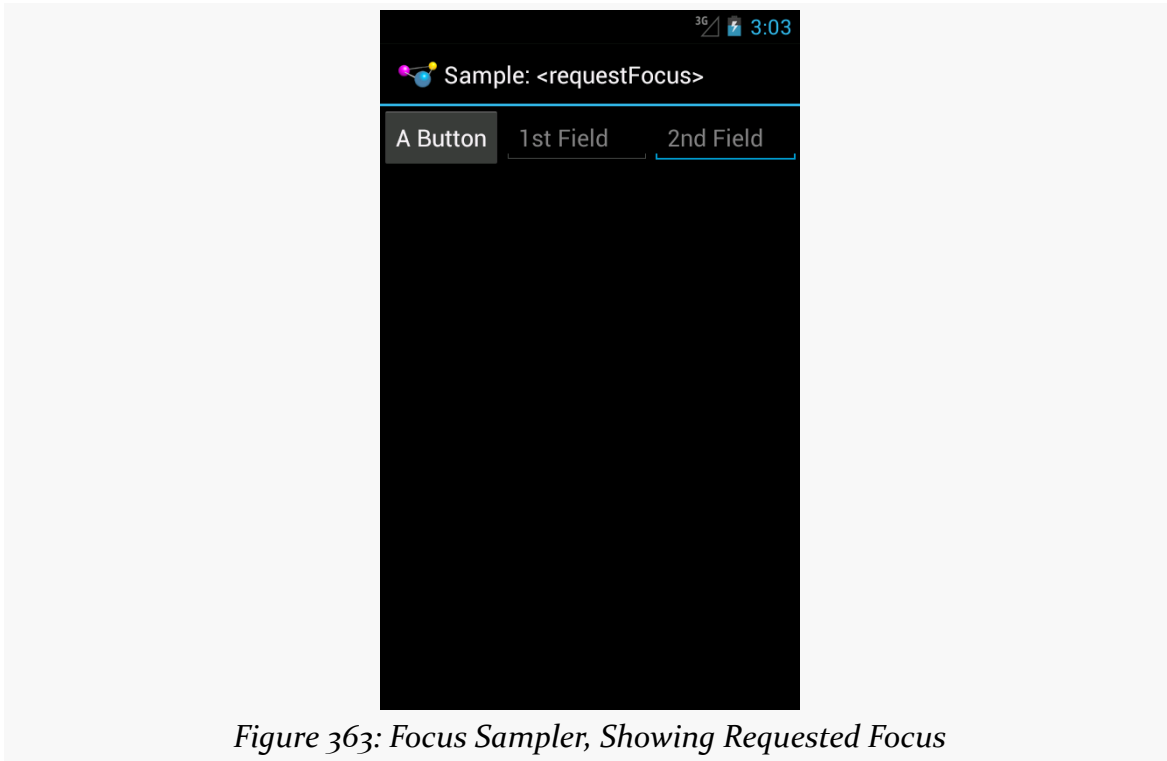 3G 3:03
Sample: <requestFocus>
A Button 1st Field 2nd Field
Figure 363: Focus Sampler, Showing Requested Focus